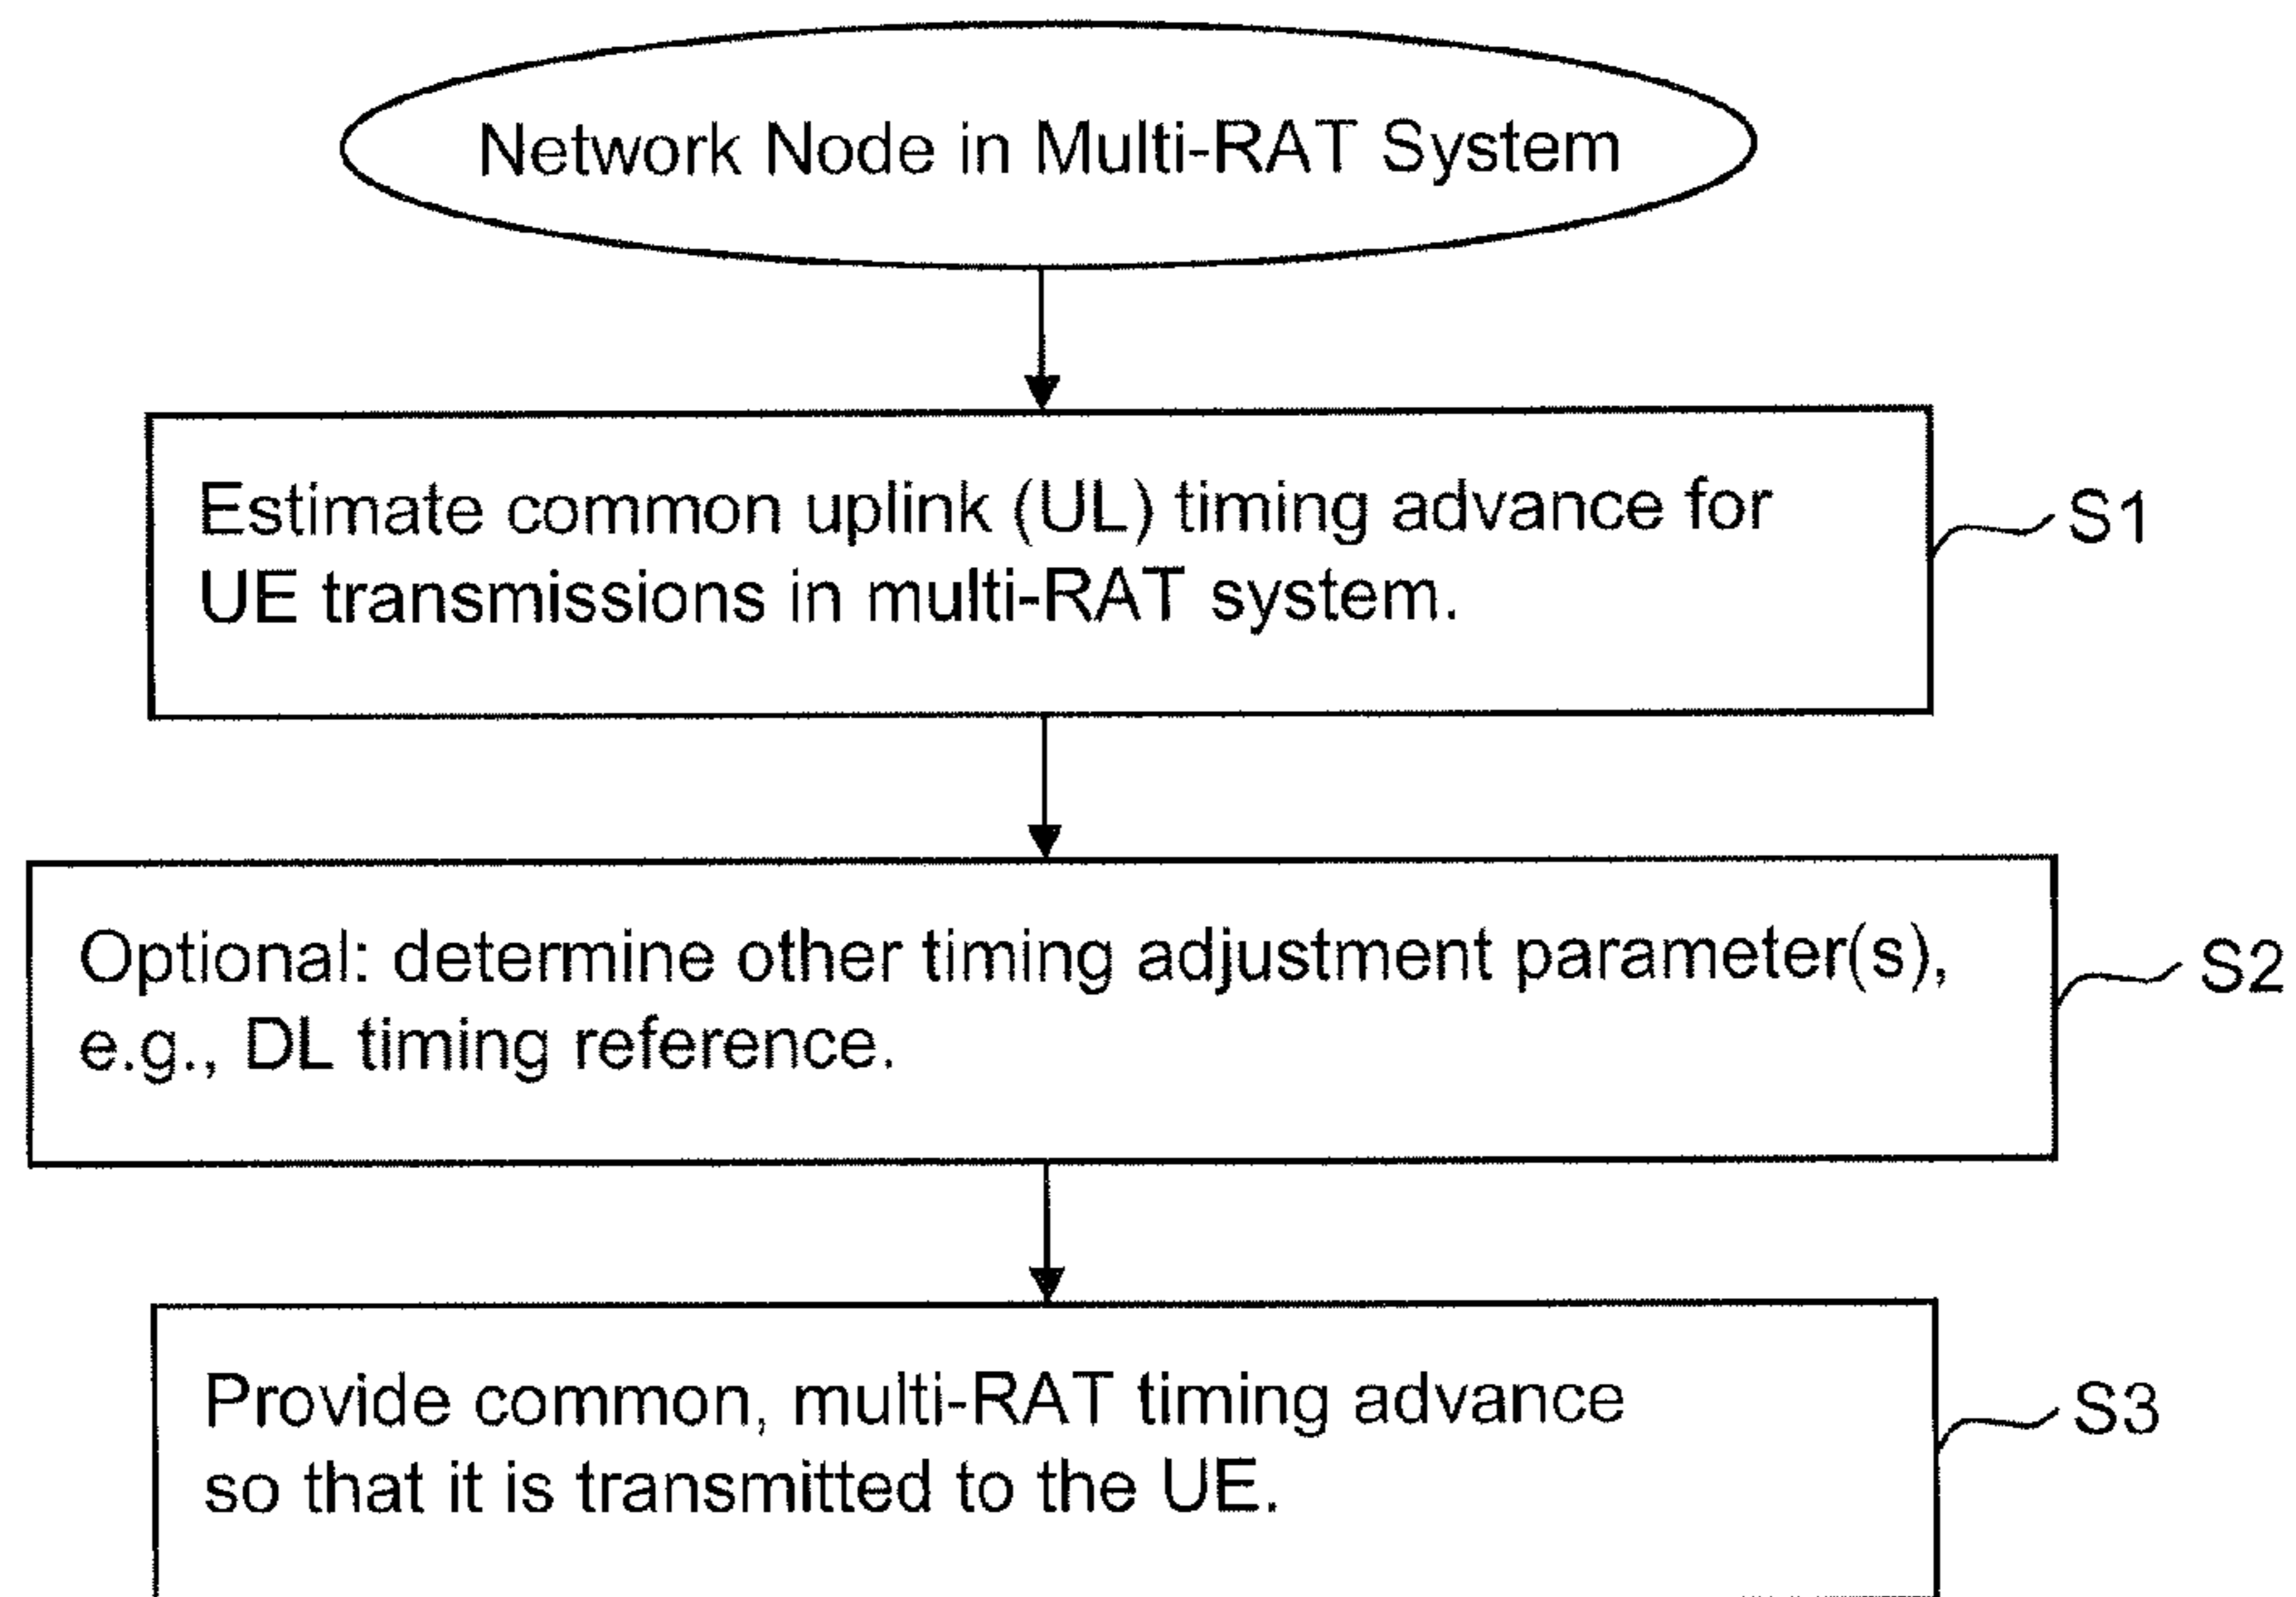 Network Node in Multi-RAT System
Estimate common uplink (UL) timing advance for
UE transmissions in multi-RAT system.
S1
Optional: determine other timing adjustment parameter(s),
e.g., DL timing reference.
S2
Provide common, multi-RAT timing advance
so that it is transmitted to the UE.
S3